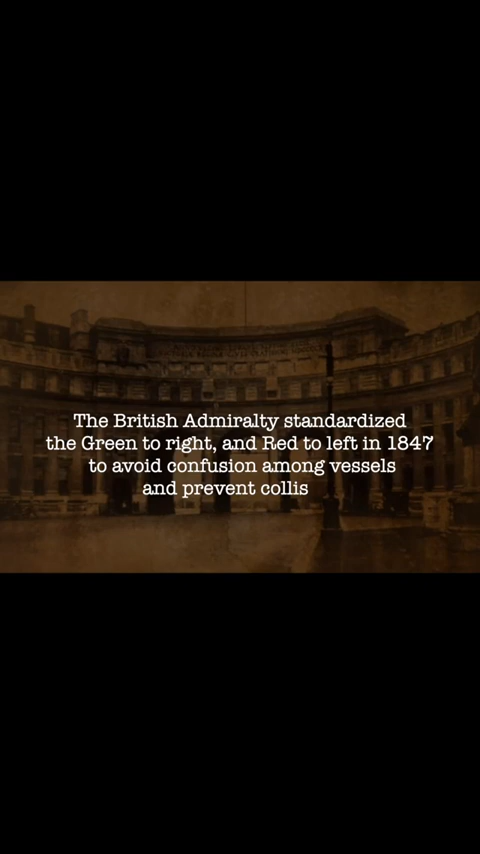 The British Admiralty standardized
the Green to right, and Red to left in 1847
to avoid confusion among vessels
and prevent collis